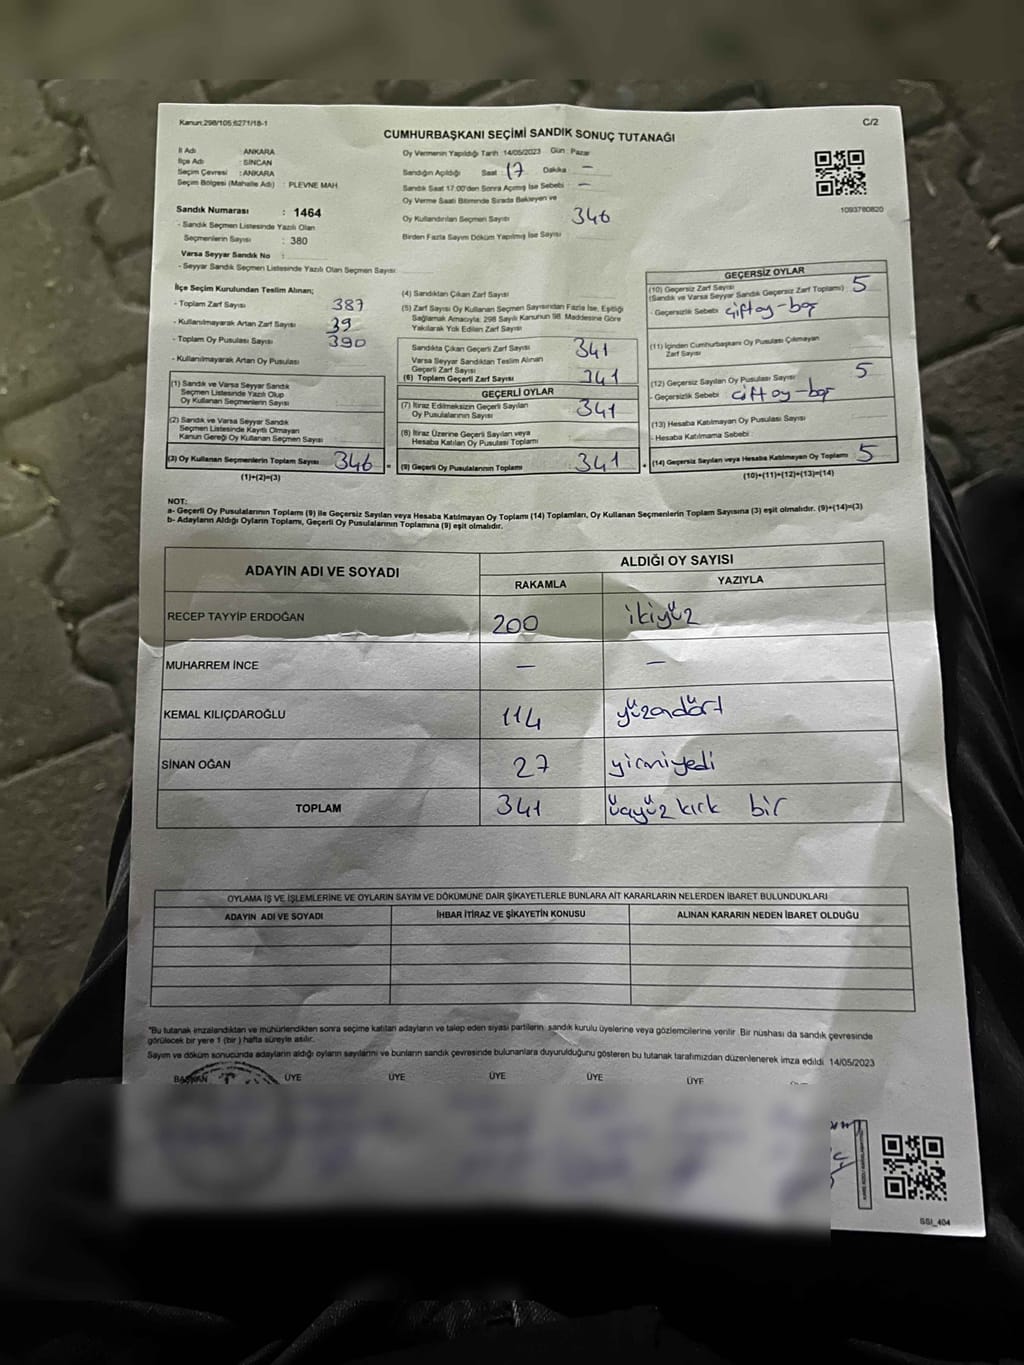 Kanun:298/105;6271/18-1
C/2
CUMHURBAŞKANI SEÇİMİ SANDIK SONUÇ TUTANAĞI
İl Adı : ANKARA
İlçe Adı : SİNCAN
Seçim Çevresi : ANKARA
Seçim Bölgesi (Mahalle Adı) : PLEVNE MAH.
Sandık Numarası : 1464
- Sandık Seçmen Listesinde Yazılı Olan
Seçmenlerin Sayısı : 380
Varsa Seyyar Sandık No :
- Seyyar Sandık Seçmen Listesinde Yazılı Olan Seçmen Sayısı:
Oy Vermenin Yapıldığı Tarih :14/05/2023 Gün : Pazar
Sandığın Açıldığı Saat : 17 Dakika : -
Sandık Saat 17:00'den Sonra Açılmış İse Sebebi : -
Oy Verme Saati Bitiminde Sırada Bekleyen ve
Oy Kullandırılan Seçmen Sayısı 346
Birden Fazla Sayım Döküm Yapılmış İse Sayısı :
1093780820
İlçe Seçim Kurulundan Teslim Alınan;
- Toplam Zarf Sayısı 387
- Kullanılmayarak Artan Zarf Sayısı 39
- Toplam Oy Pusulası Sayısı 390
- Kullanılmayarak Artan Oy Pusulası
(1) Sandık ve Varsa Seyyar Sandık
Seçmen Listesinde Yazılı Olup
Oy Kullanan Seçmenlerin Sayısı
(2) Sandık ve Varsa Seyyar Sandık
Seçmen Listesinde Kayıtlı Olmayan
Kanun Gereği Oy Kullanan Seçmen Sayısı
(3) Oy Kullanan Seçmenlerin Toplam Sayısı 346
(1)+(2)=(3)
(4) Sandıktan Çıkan Zarf Sayısı
(5) Zarf Sayısı Oy Kullanan Seçmen Sayısından Fazla İse, Eşitliği
Sağlamak Amacıyla; 298 Sayılı Kanunun 98. Maddesine Göre
Yakılarak Yok Edilen Zarf Sayısı
Sandıkta Çıkan Geçerli Zarf Sayısı 341
Varsa Seyyar Sandıktan Teslim Alınan
Geçerli Zarf Sayısı
(6) Toplam Geçerli Zarf Sayısı 341
GEÇERLİ OYLAR
(7) İtiraz Edilmeksizin Geçerli Sayılan
Oy Pusulalarının Sayısı 341
(8) İtiraz Üzerine Geçerli Sayılan veya
Hesaba Katılan Oy Pusulası Toplamı
= (9) Geçerli Oy Pusulalarının Toplamı 341
GEÇERSİZ OYLAR
(10) Geçersiz Zarf Sayısı
(Sandık ve Varsa Seyyar Sandık Geçersiz Zarf Toplamı) 5
- Geçersizlik Sebebi : çift oy-boş
(11) İçinden Cumhurbaşkanı Oy Pusulası Çıkmayan
Zarf Sayısı
(12) Geçersiz Sayılan Oy Pusulası Sayısı 5
- Geçersizlik Sebebi : çift oy-boş
(13) Hesaba Katılmayan Oy Pusulası Sayısı
- Hesaba Katılmama Sebebi :
+ (14) Geçersiz Sayılan veya Hesaba Katılmayan Oy Toplamı 5
(10)+(11)+(12)+(13)=(14)
NOT:
a- Geçerli Oy Pusulalarının Toplamı (9) ile Geçersiz Sayılan veya Hesaba Katılmayan Oy Toplamı (14) Toplamları, Oy Kullanan Seçmenlerin Toplam Sayısına (3) eşit olmalıdır. (9)+(14)=(3)
b- Adayların Aldığı Oyların Toplamı, Geçerli Oy Pusulalarının Toplamına (9) eşit olmalıdır.
ADAYIN ADI VE SOYADI
ALDIĞI OY SAYISI
RAKAMLA YAZIYLA
RECEP TAYYİP ERDOĞAN 200 ikiyüz
MUHARREM İNCE - -
KEMAL KILIÇDAROĞLU 114 yüzondört
SİNAN OĞAN 27 yirmiyedi
TOPLAM 341 üçyüz kırk bir
OYLAMA İŞ VE İŞLEMLERİNE VE OYLARIN SAYIM VE DÖKÜMÜNE DAİR ŞİKAYETLERLE BUNLARA AİT KARARLARIN NELERDEN İBARET BULUNDUKLARI
ADAYIN ADI VE SOYADI İHBAR İTİRAZ VE ŞİKAYETİN KONUSU ALINAN KARARIN NEDEN İBARET OLDUĞU
*Bu tutanak imzalandıktan ve mühürlendikten sonra seçime katılan adayların ve talep eden siyasi partilerin sandık kurulu üyelerine veya gözlemcilerine verilir. Bir nüshası da sandık çevresinde
görülecek bir yere 1 (bir) hafta süreyle asılır.
Sayım ve döküm sonucunda adayların aldığı oyların sayılarını ve bunların sandık çevresinde bulunanlara duyurulduğunu gösteren bu tutanak tarafımızdan düzenlenerek imza edildi. 14/05/2023
BAŞKAN ÜYE ÜYE ÜYE ÜYE ÜYE
SSI_404